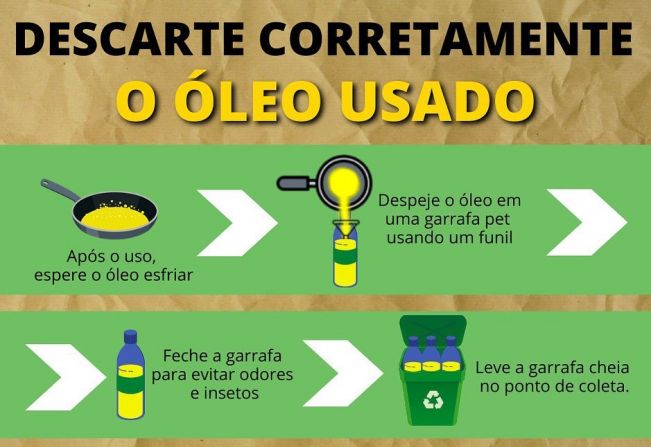 DESCARTE CORRETAMENTE
O ÓLEO USADO
Após o uso,
espere o óleo esfriar
Despeje o óleo em
uma garrafa pet
usando um funil
Feche a garrafa
para evitar odores
e insetos
Leve a garrafa cheia
no ponto de coleta.